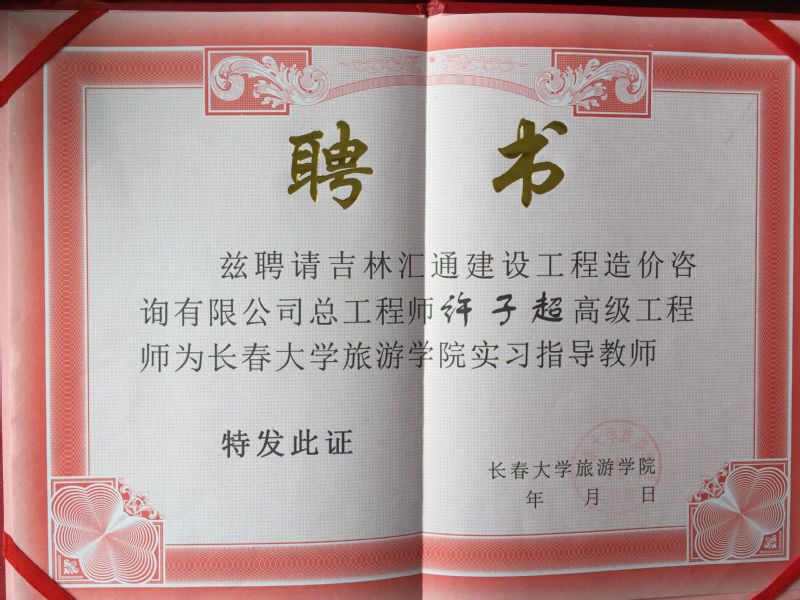 聘 书
兹聘请吉林汇通建设工程造价咨
询有限公司总工程师许子超高级工程
师为长春大学旅游学院实习指导教师
特发此证
长春大学旅游学院
年 月 日